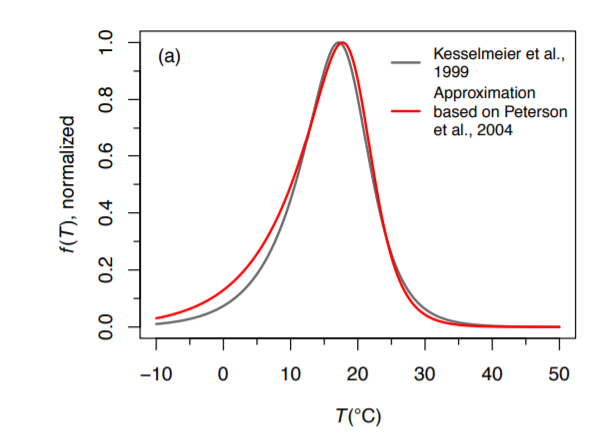 (a)
Kesselmeier et al.,
1999
Approximation
based on Peterson
et al., 2004
f(T), normalized
1.0
0.8
0.6
0.4
0.2
0.0
−10 0 10 20 30 40 50
T(°C)